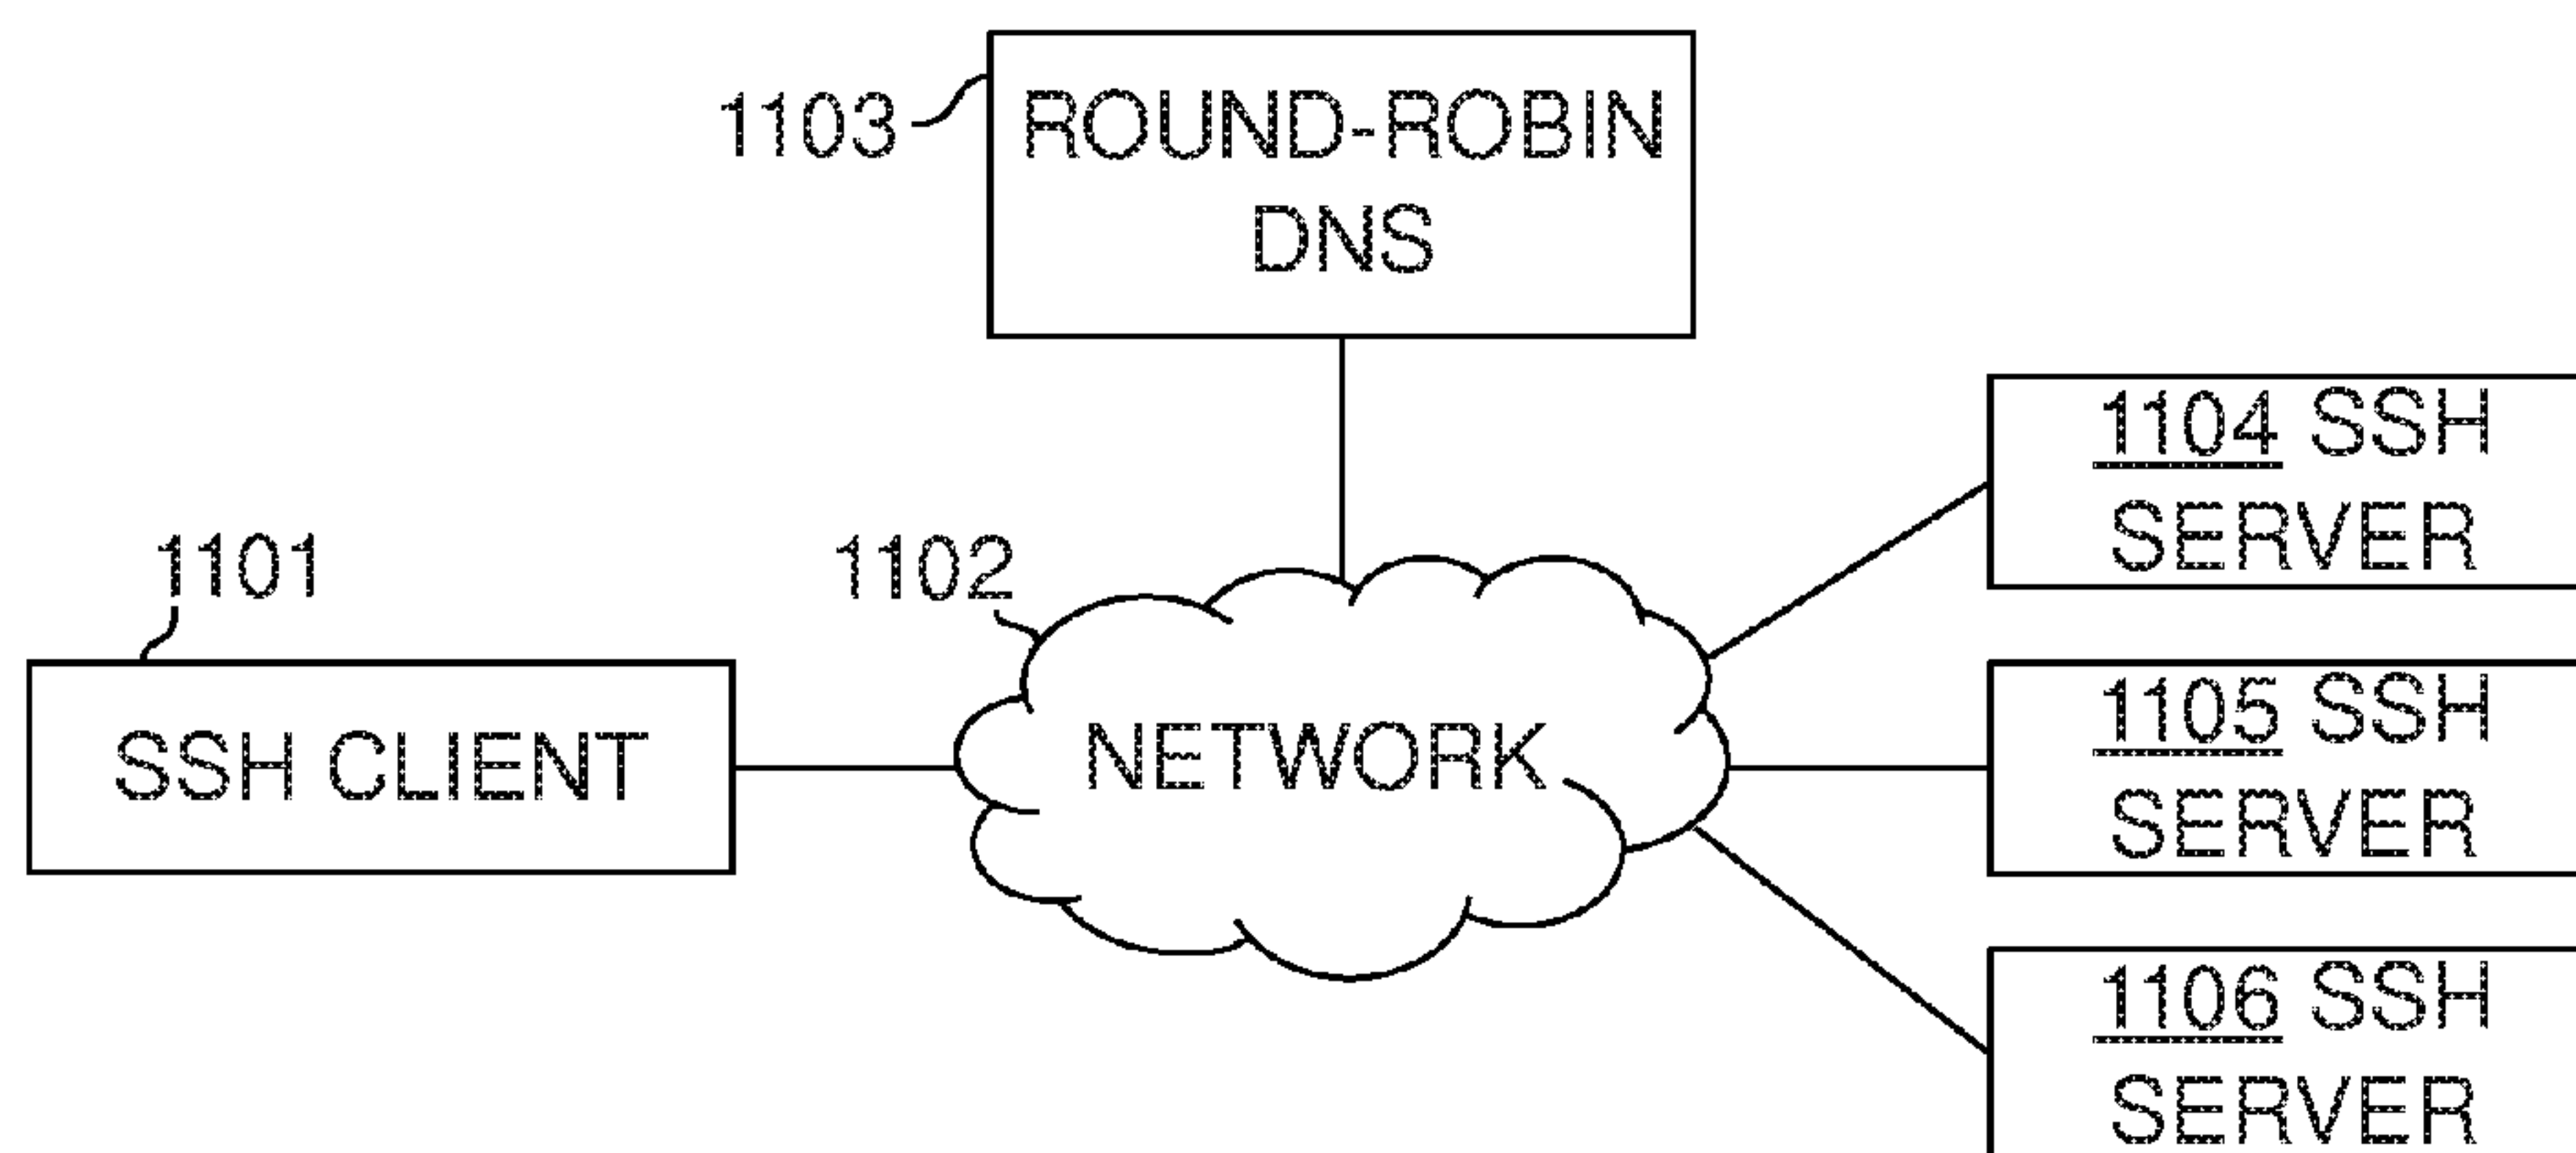 1103
ROUND-ROBIN
DNS
1104 SSH
SERVER
1101
1102
SSH CLIENT
NETWORK
1105 SSH
SERVER
1106 SSH
SERVER